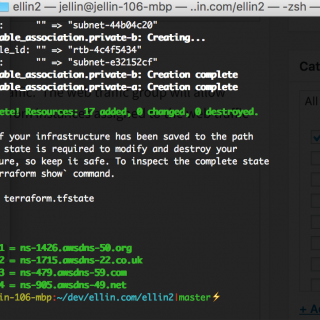 ellin2 — jellin@jellin-106-mbp — ..in.com/ellin2 — -zsh —
: "" => "subnet-44b04c20"
able_association.private-b: Creating...
le_id: "" => "rtb-4c4f5434"
: "" => "subnet-e32152cf"
able_association.private-b: Creation complete
able_association.private-a: Creation complete
ete! Resources: 17 added, 0 changed, 0 destroyed.
f your infrastructure has been saved to the path
state is required to modify and destroy your
ure, so keep it safe. To inspect the complete state
erraform show` command.
terraform.tfstate
1 = ns-1426.awsdns-50.org
2 = ns-1715.awsdns-22.co.uk
3 = ns-479.awsdns-59.com
4 = ns-905.awsdns-49.net
in-106-mbp:~/dev/ellin.com/ellin2|master⚡
Cat
All
+ A